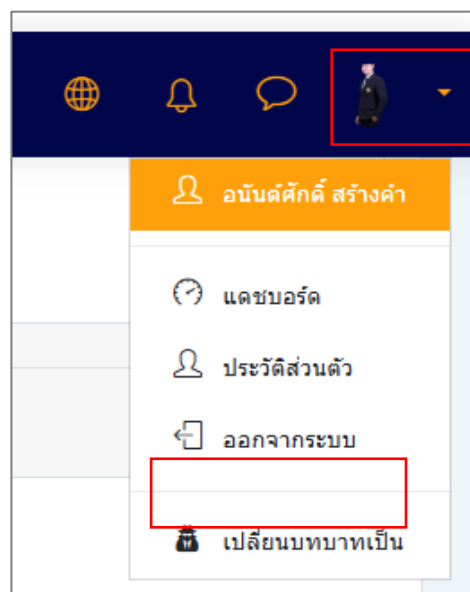 อนันต์ศักดิ์ สร้างคำ
แดชบอร์ด
ประวัติส่วนตัว
ออกจากระบบ
เปลี่ยนบทบาทเป็น